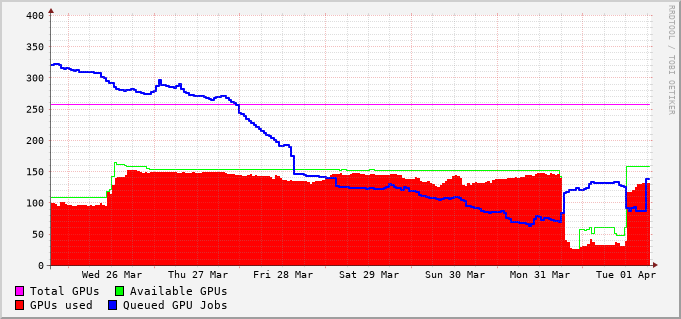 400
350
300
250
200
150
100
50
0
Wed 26 Mar Thu 27 Mar Fri 28 Mar Sat 29 Mar Sun 30 Mar Mon 31 Mar Tue 01 Apr
Total GPUs Available GPUs
GPUs used Queued GPU Jobs
RRDTOOL / TOBI OETIKER